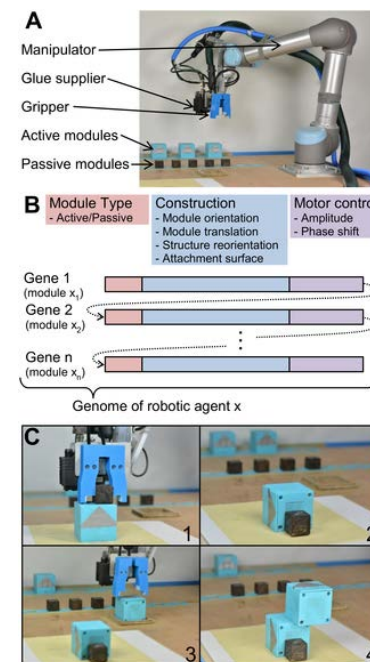 A
Manipulator
Glue supplier
Gripper
Active modules
Passive modules
B
Module Type
- Active/Passive
Construction
- Module orientation
- Module translation
- Structure reorientation
- Attachment surface
Motor control
- Amplitude
- Phase shift
Gene 1
(module x1)
Gene 2
(module x2)
Gene n
(module xn)
Genome of robotic agent x
C
1
2
3
4